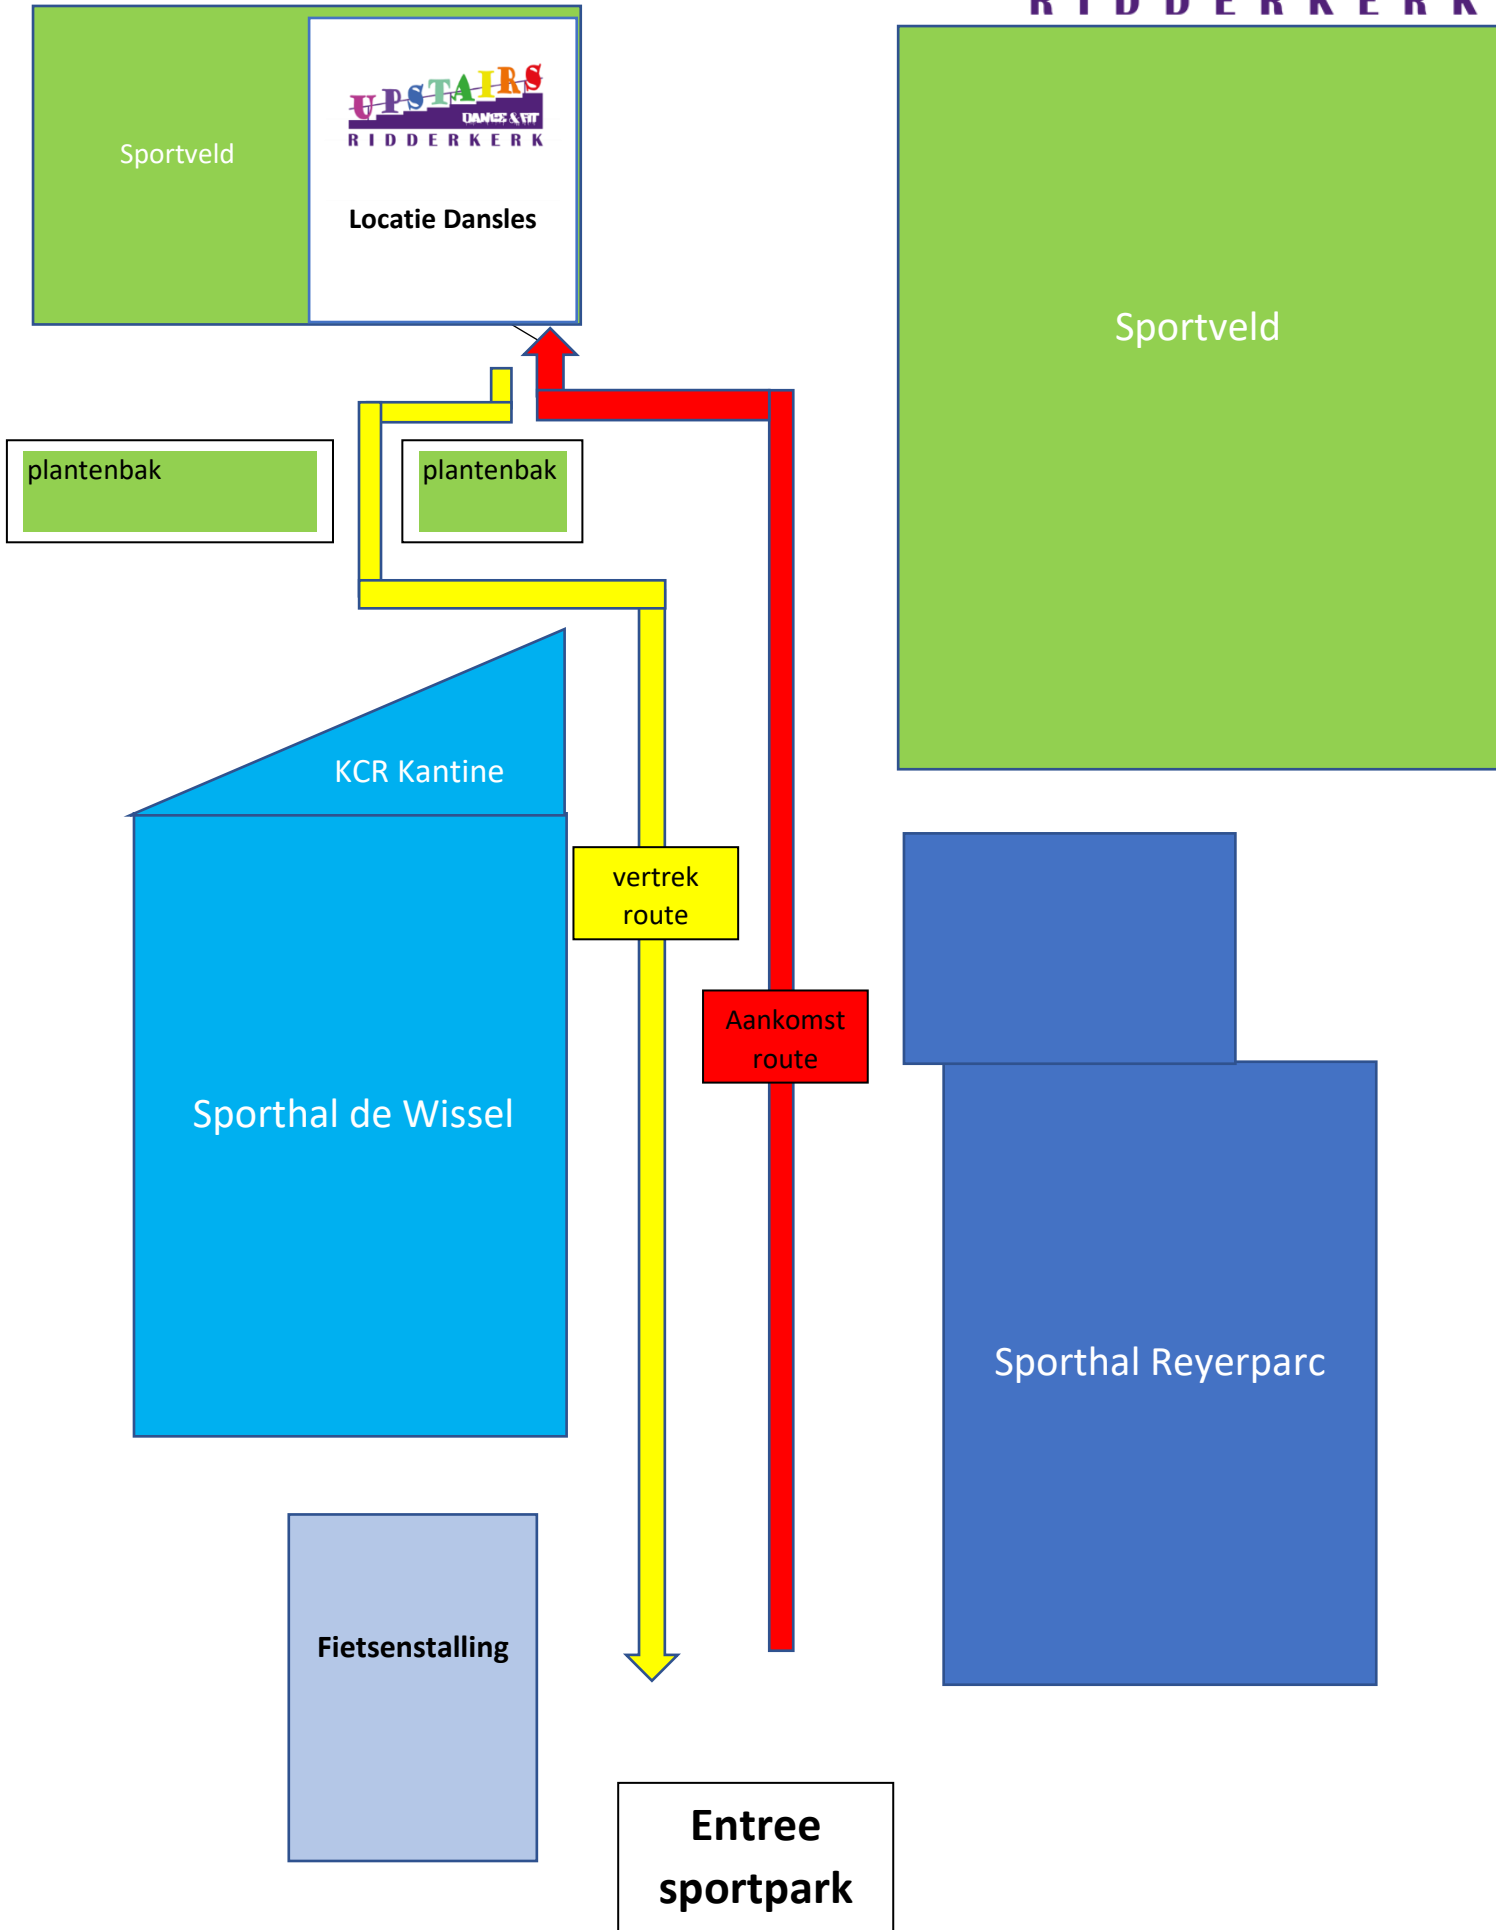 RIDDERKERK
UPSTAIRS
DANCE & FIT
RIDDERKERK
Sportveld
Locatie Dansles
Sportveld
plantenbak
plantenbak
KCR Kantine
vertrek
route
Aankomst
route
Sporthal de Wissel
Sporthal Reyerparc
Fietsenstalling
Entree
sportpark